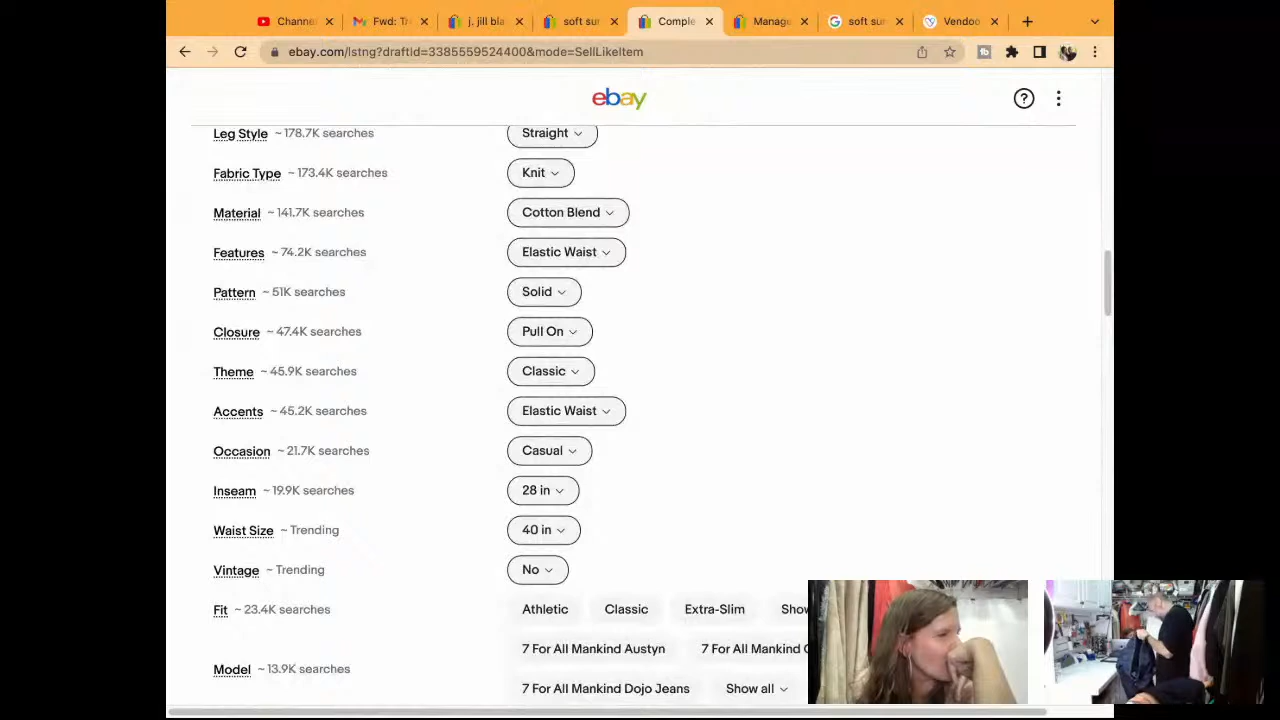 Channe
Fwd: Tr
j. jill bla
soft sur
Comple
Manage
soft sur
Vendoo
ebay.com/lstng?draftId=3385559524400&mode=SellLikeItem
ebay
Leg Style ~ 178.7K searches Straight
Fabric Type ~ 173.4K searches Knit
Material ~ 141.7K searches Cotton Blend
Features ~ 74.2K searches Elastic Waist
Pattern ~ 51K searches Solid
Closure ~ 47.4K searches Pull On
Theme ~ 45.9K searches Classic
Accents ~ 45.2K searches Elastic Waist
Occasion ~ 21.7K searches Casual
Inseam ~ 19.9K searches 28 in
Waist Size ~ Trending 40 in
Vintage ~ Trending No
Fit ~ 23.4K searches Athletic Classic Extra-Slim Show
7 For All Mankind Austyn 7 For All Mankind
Model ~ 13.9K searches
7 For All Mankind Dojo Jeans Show all